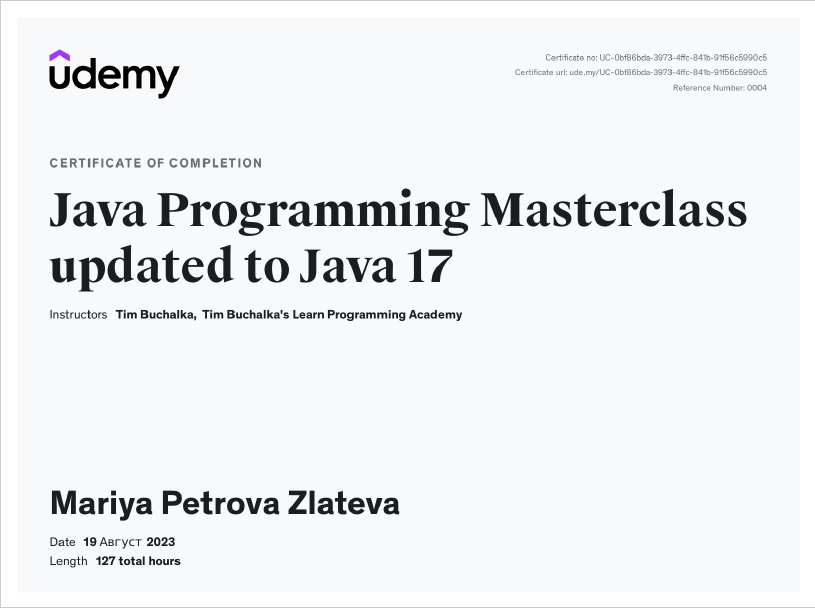 udemy
Certificate no: UC-0bf86bda-3973-4ffc-841b-91f56c5990c5
Certificate url: ude.my/UC-0bf86bda-3973-4ffc-841b-91f56c5990c5
Reference Number: 0004
CERTIFICATE OF COMPLETION
Java Programming Masterclass
updated to Java 17
Instructors Tim Buchalka, Tim Buchalka's Learn Programming Academy
Mariya Petrova Zlateva
Date 19 Август 2023
Length 127 total hours